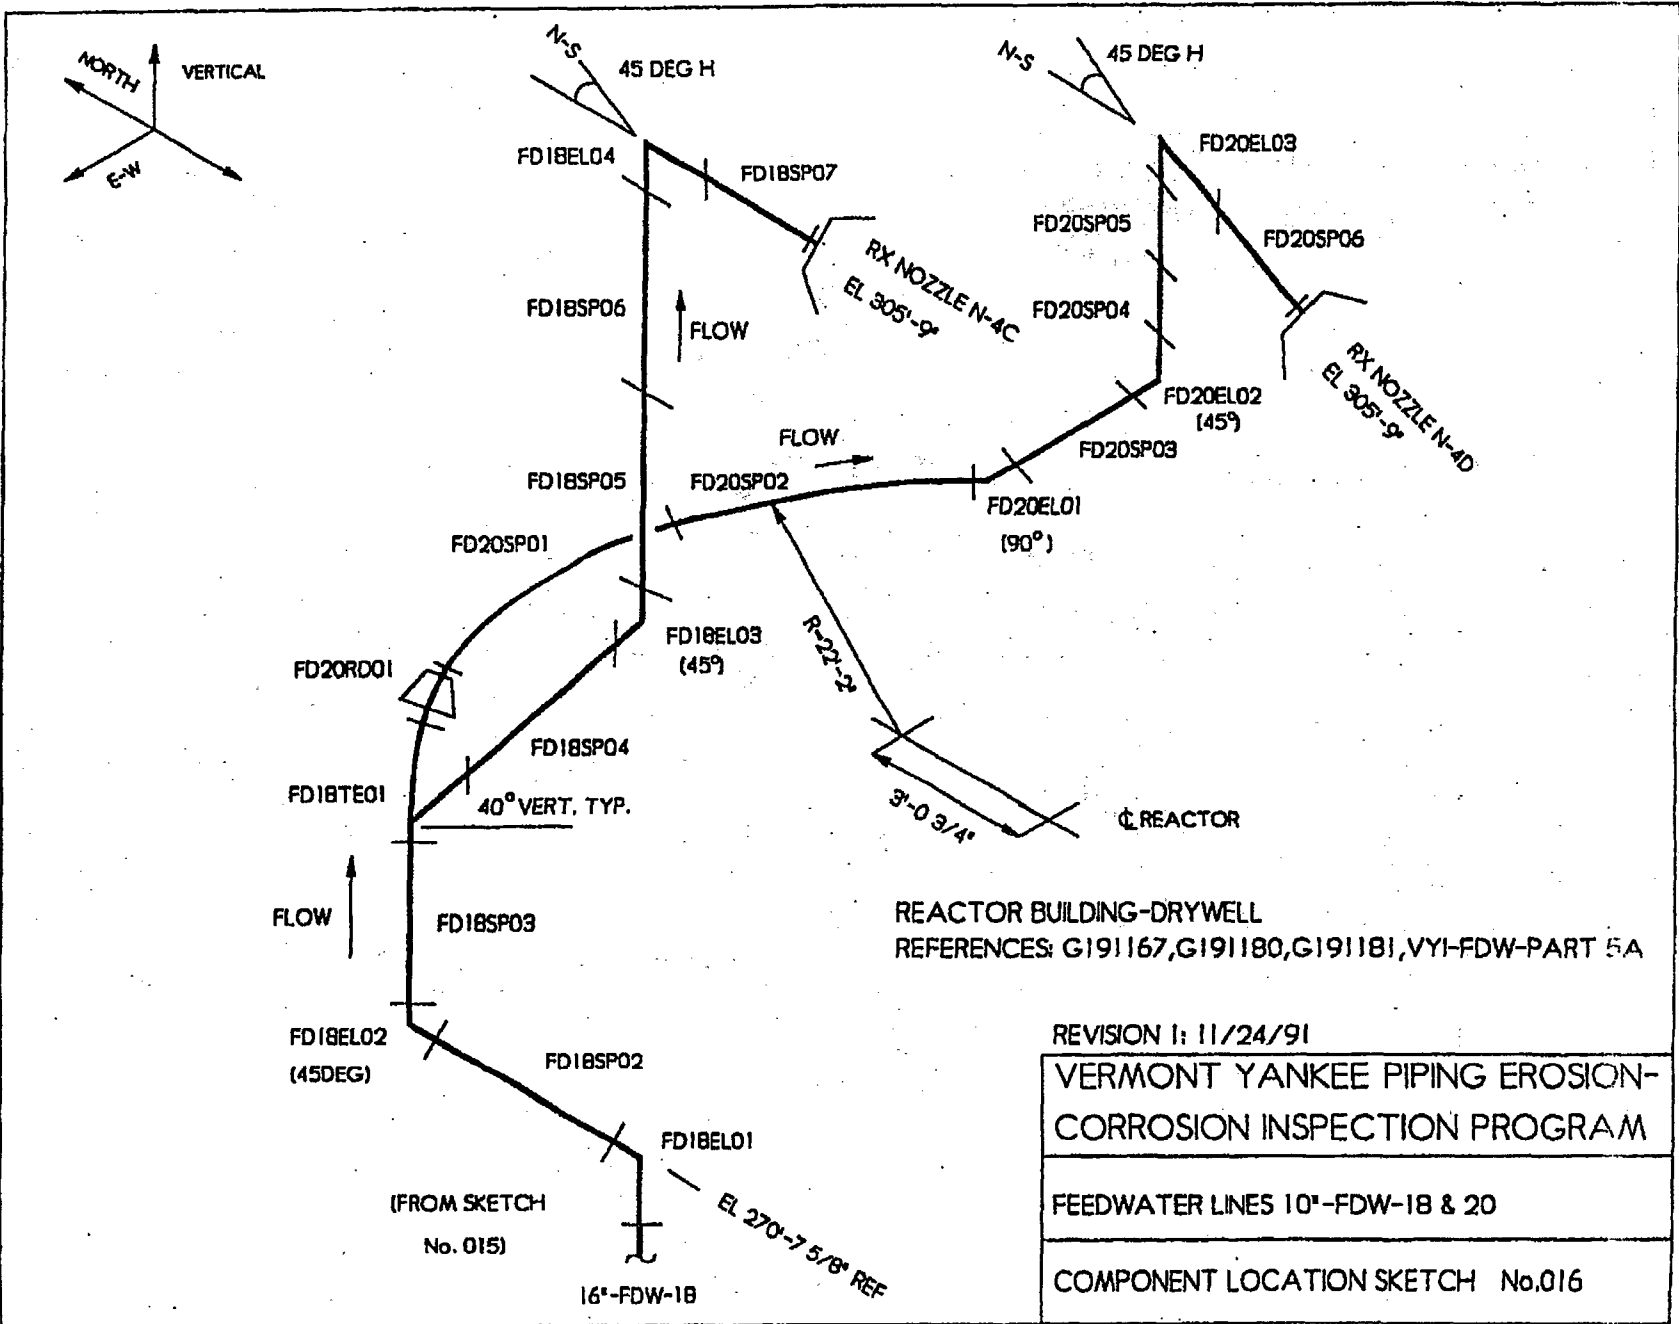 NORTH
VERTICAL
E-W
N-S
45 DEG H
N-S
45 DEG H
FD18EL04
FD18SP07
FD20EL03
RX NOZZLE N-4C
EL 305'-9"
FD20SP05
FD20SP06
FD18SP06
FLOW
FD20SP04
RX NOZZLE N-4D
EL 305'-9"
FD20EL02
(45°)
FLOW
FD20SP03
FD18SP05
FD20SP02
FD20EL01
(90°)
FD20SP01
FD18EL03
(45°)
R-22'-2"
FD20RD01
FD18SP04
FD18TE01
40° VERT. TYP.
3'-0 3/4"
℄ REACTOR
FLOW
FD18SP03
REACTOR BUILDING-DRYWELL
REFERENCES: G191167,G191180,G191181,VYI-FDW-PART 5A
FD18EL02
(45DEG)
FD18SP02
REVISION 1: 11/24/91
VERMONT YANKEE PIPING EROSION-
CORROSION INSPECTION PROGRAM
FD18EL01
(FROM SKETCH
No. 015)
EL 270'-7 5/8" REF
FEEDWATER LINES 10"-FDW-18 & 20
16"-FDW-18
COMPONENT LOCATION SKETCH No.016